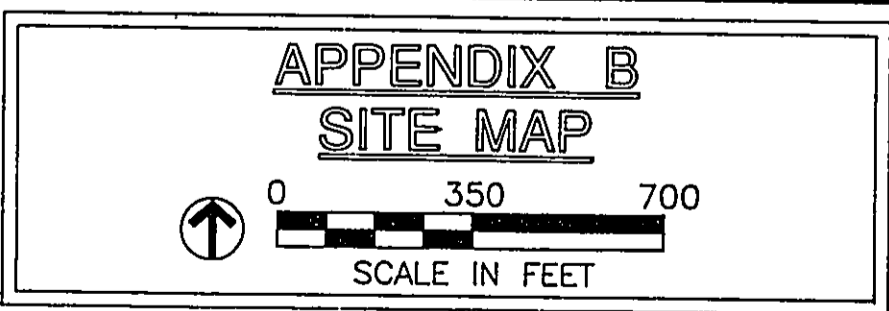 APPENDIX B
SITE MAP
0 350 700
SCALE IN FEET